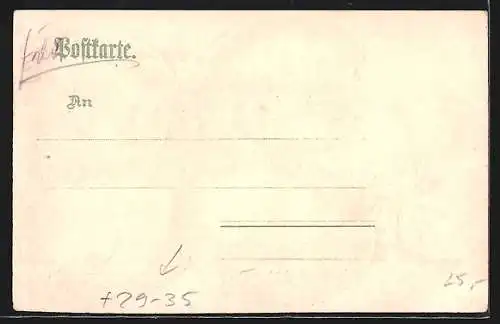 Postkarte.
An
25,-
+29-35